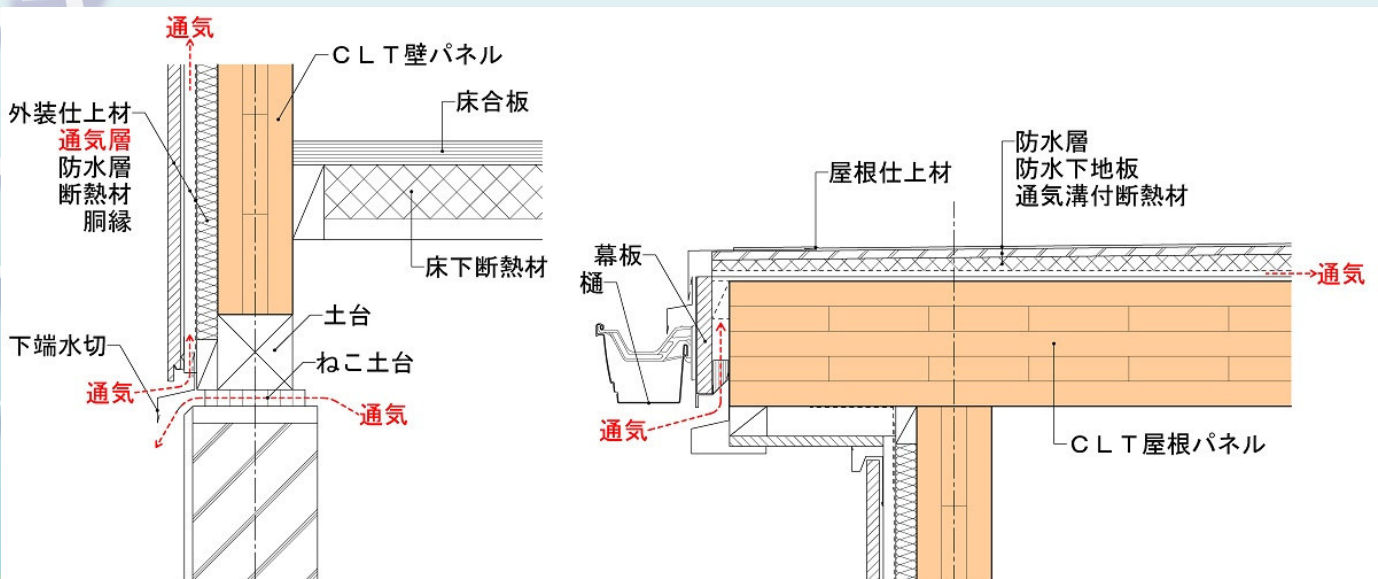 通気
ＣＬＴ壁パネル
床合板
外装仕上材
通気層
防水層
断熱材
胴縁
床下断熱材
土台
下端水切
ねこ土台
通気
通気
防水層
防水下地板
通気溝付断熱材
屋根仕上材
幕板
樋
通気
通気
ＣＬＴ屋根パネル